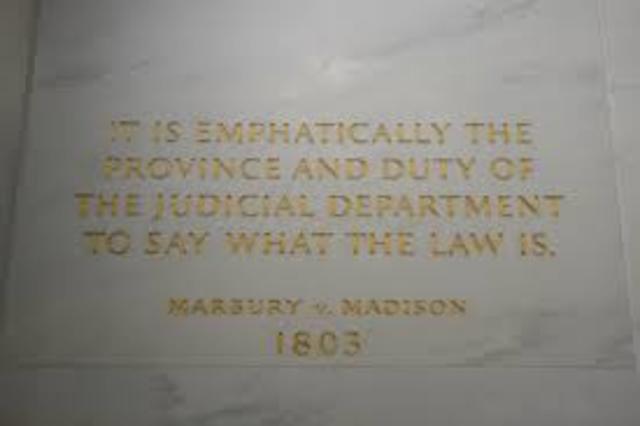 IT IS EMPHATICALLY THE
PROVINCE AND DUTY OF
THE JUDICIAL DEPARTMENT
TO SAY WHAT THE LAW IS.
MARBURY v. MADISON
1803